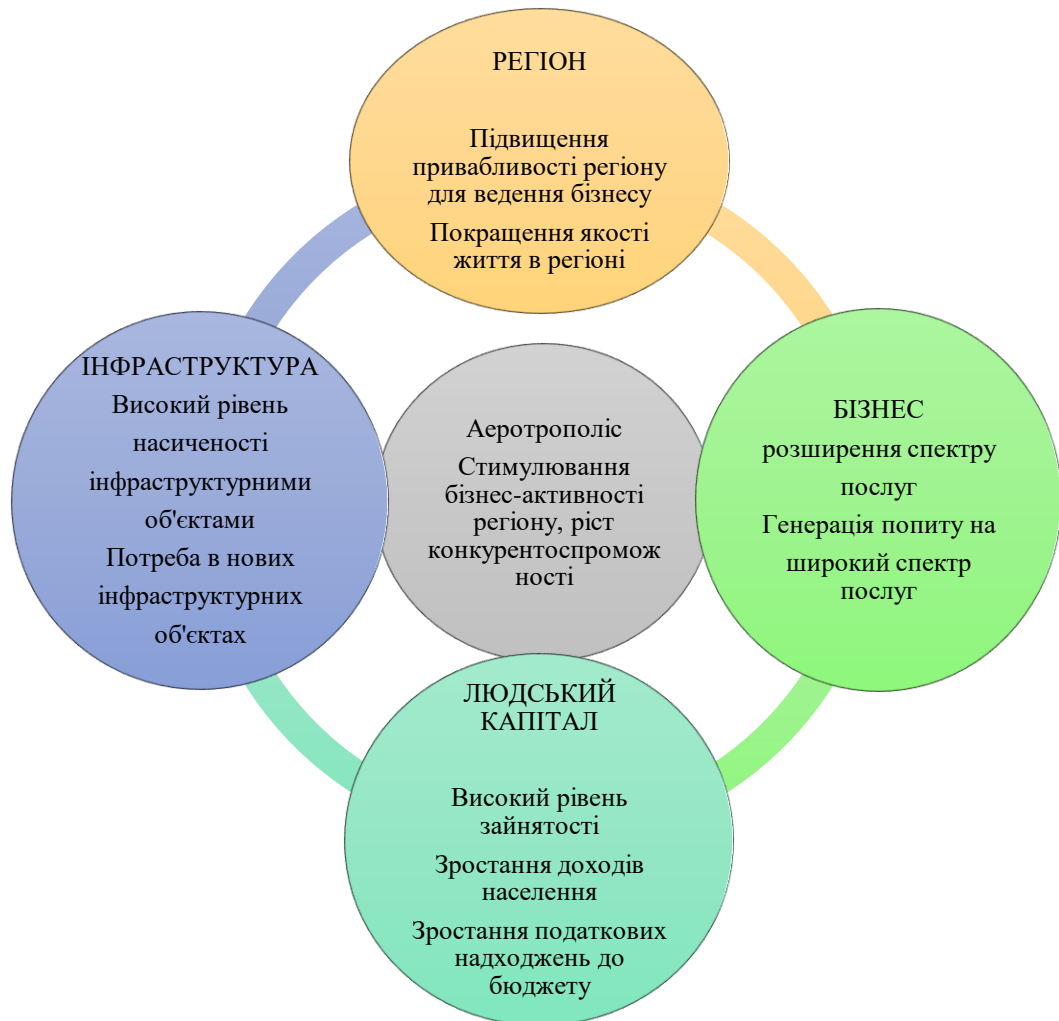 РЕГІОН
Підвищення
привабливості регіону
для ведення бізнесу
Покращення якості
життя в регіоні
ІНФРАСТРУКТУРА
Високий рівень
насиченості
інфраструктурними
об'єктами
Потреба в нових
інфраструктурних
об'єктах
Аеротрополіс
Стимулювання
бізнес-активності
регіону, ріст
конкурентоспромож
ності
БІЗНЕС
розширення спектру
послуг
Генерація попиту на
широкий спектр
послуг
ЛЮДСЬКИЙ
КАПІТАЛ
Високий рівень
зайнятості
Зростання доходів
населення
Зростання податкових
надходжень до
бюджету